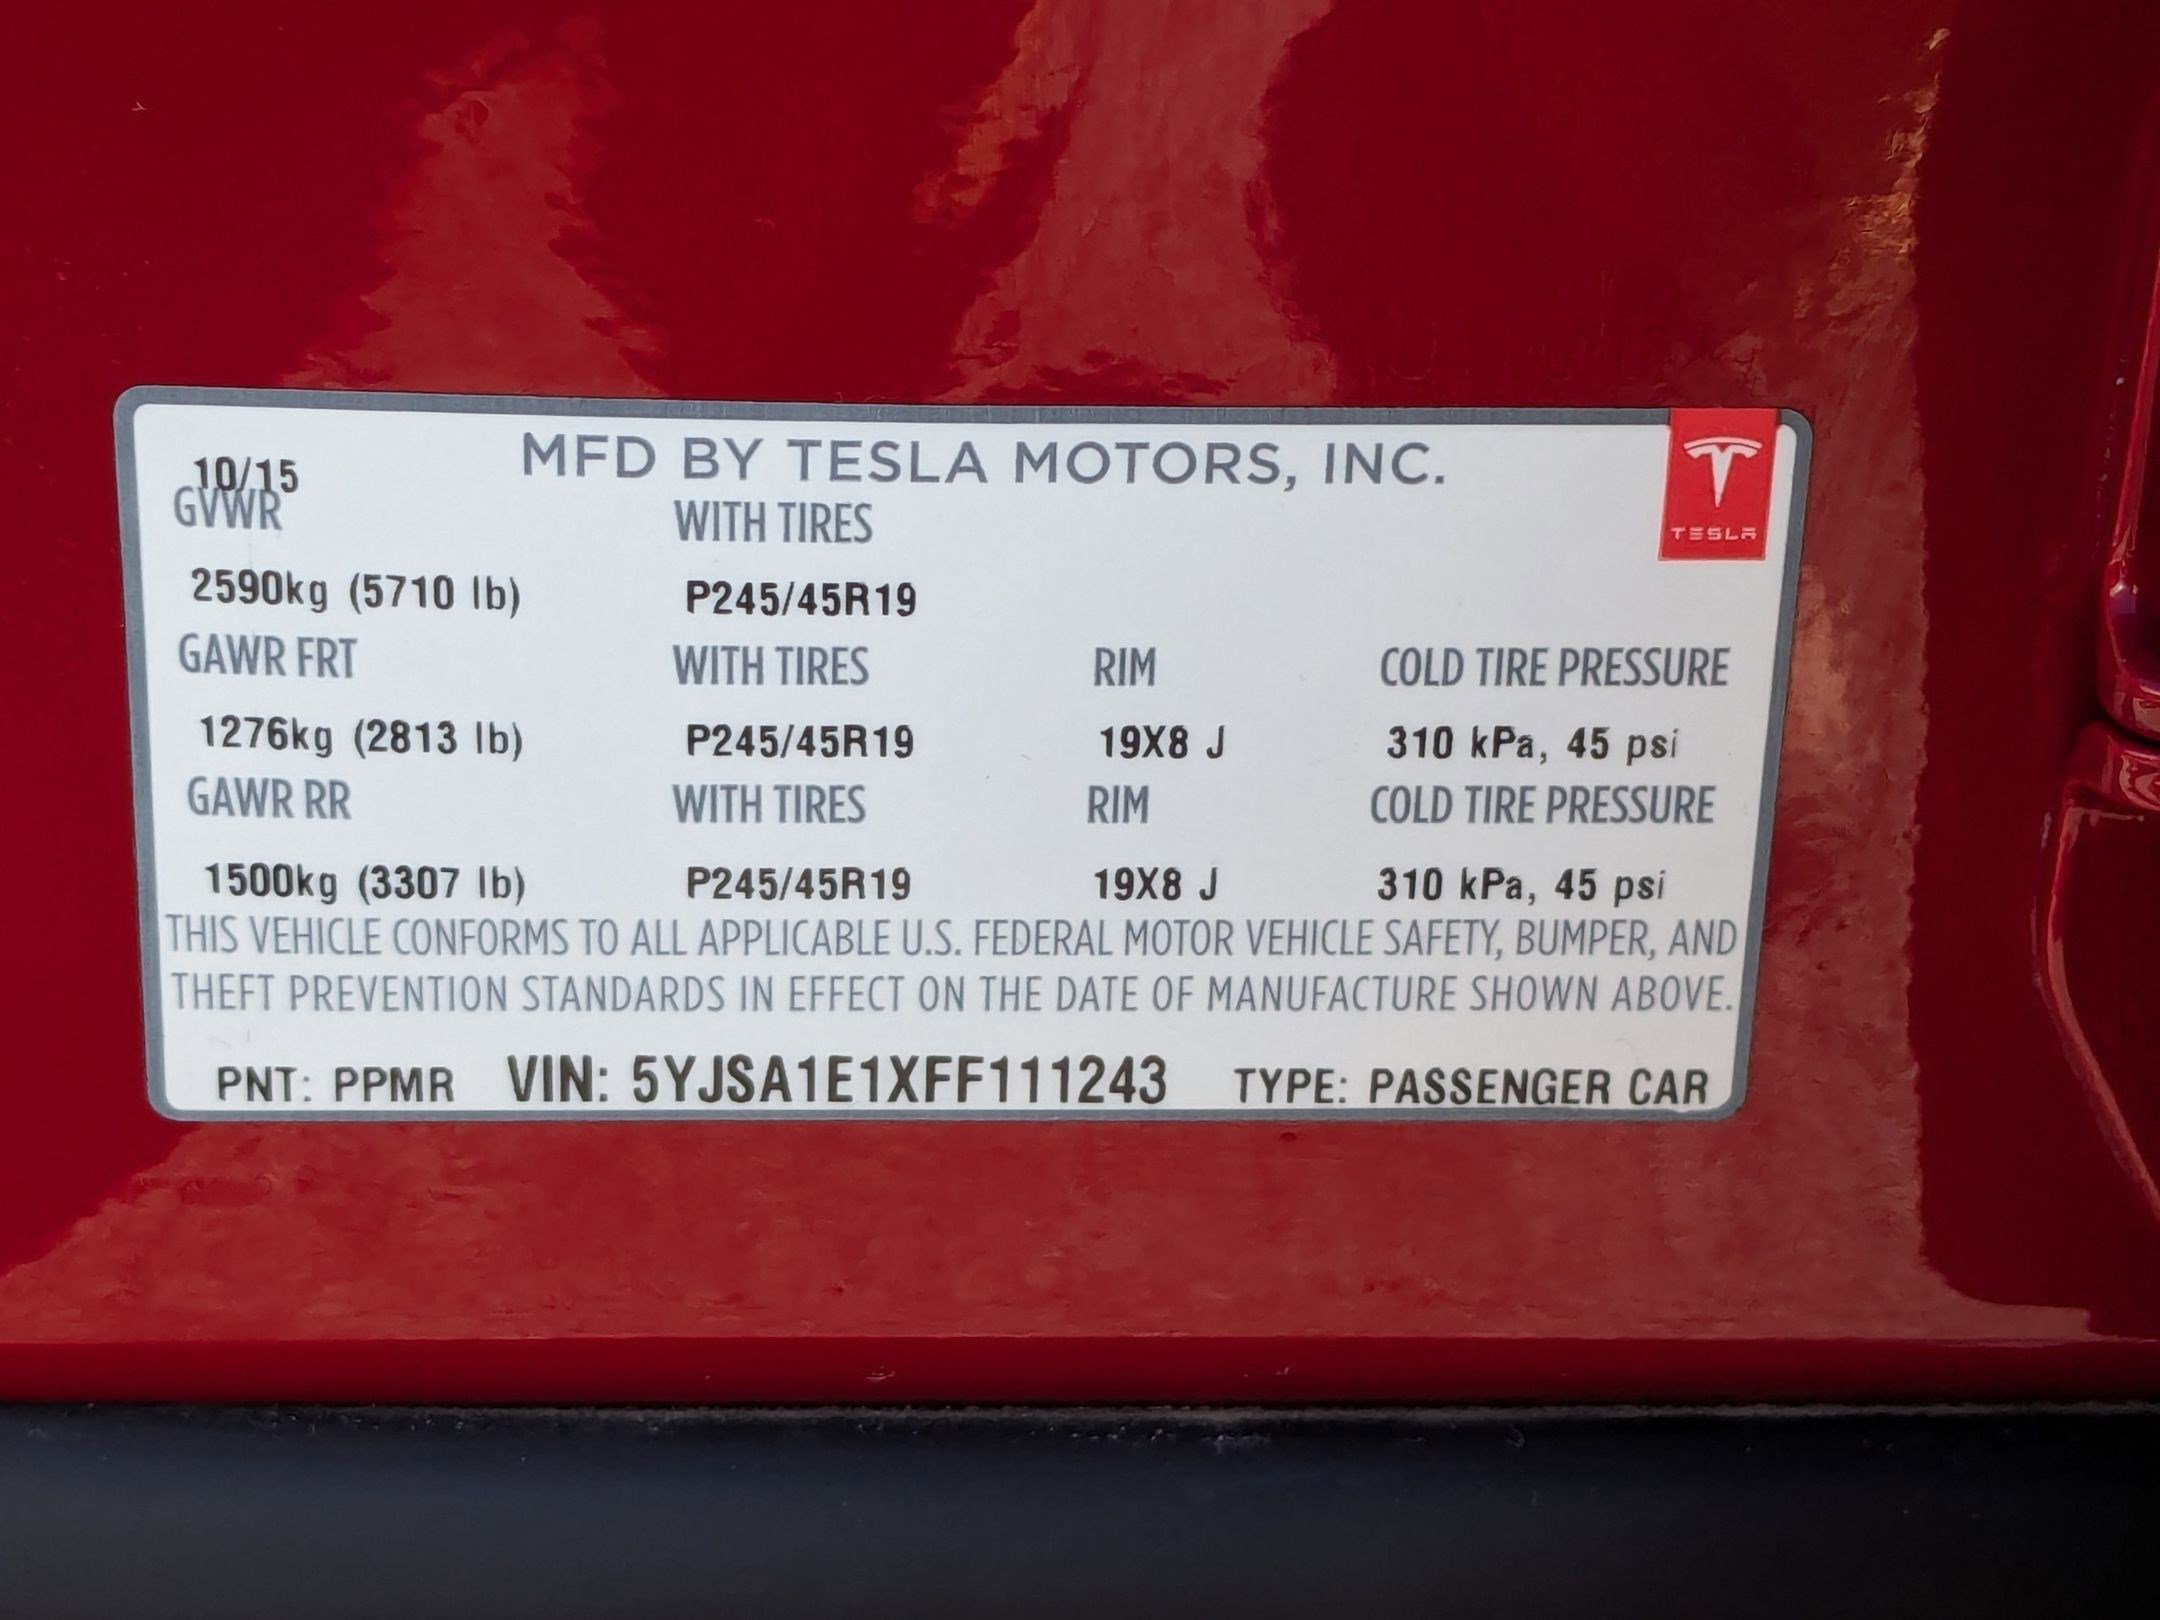 MFD BY TESLA MOTORS, INC.
10/15
TESLA
GVWR WITH TIRES
2590kg (5710 lb) P245/45R19
GAWR FRT WITH TIRES RIM COLD TIRE PRESSURE
1276kg (2813 lb) P245/45R19 19X8 J 310 kPa, 45 psi
GAWR RR WITH TIRES RIM COLD TIRE PRESSURE
1500kg (3307 lb) P245/45R19 19X8 J 310 kPa, 45 psi
THIS VEHICLE CONFORMS TO ALL APPLICABLE U.S. FEDERAL MOTOR VEHICLE SAFETY, BUMPER, AND
THEFT PREVENTION STANDARDS IN EFFECT ON THE DATE OF MANUFACTURE SHOWN ABOVE.
PNT: PPMR VIN: 5YJSA1E1XFF111243 TYPE: PASSENGER CAR